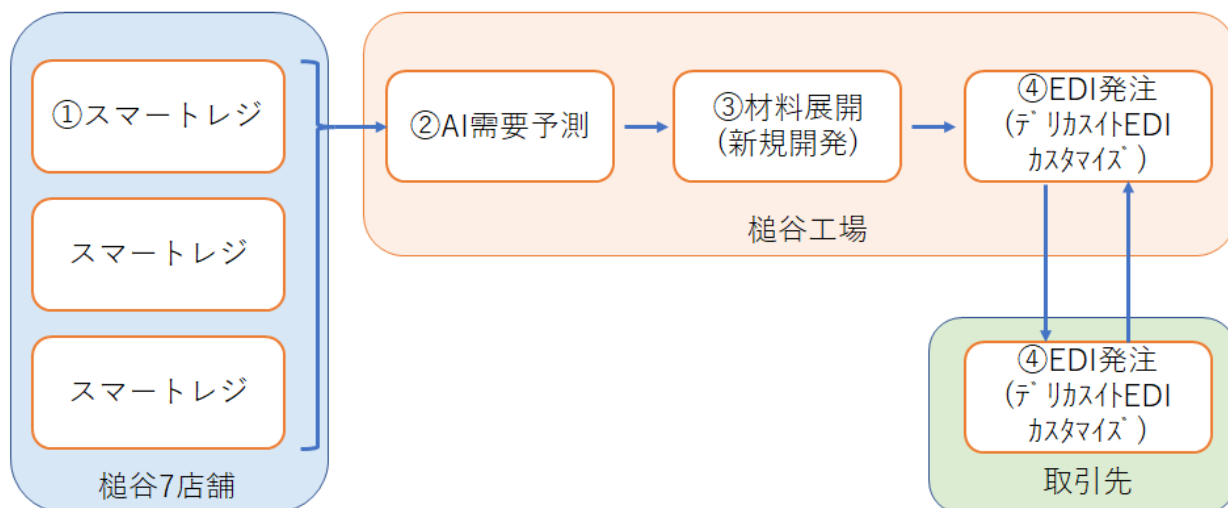 ①スマートレジ
スマートレジ
スマートレジ
槌谷7店舗
②AI需要予測
③材料展開
(新規開発)
④EDI発注
(ﾃﾞﾘｶｽｲﾄEDI
ｶｽﾀﾏｲｽﾞ)
槌谷工場
④EDI発注
(ﾃﾞﾘｶｽｲﾄEDI
ｶｽﾀﾏｲｽﾞ)
取引先